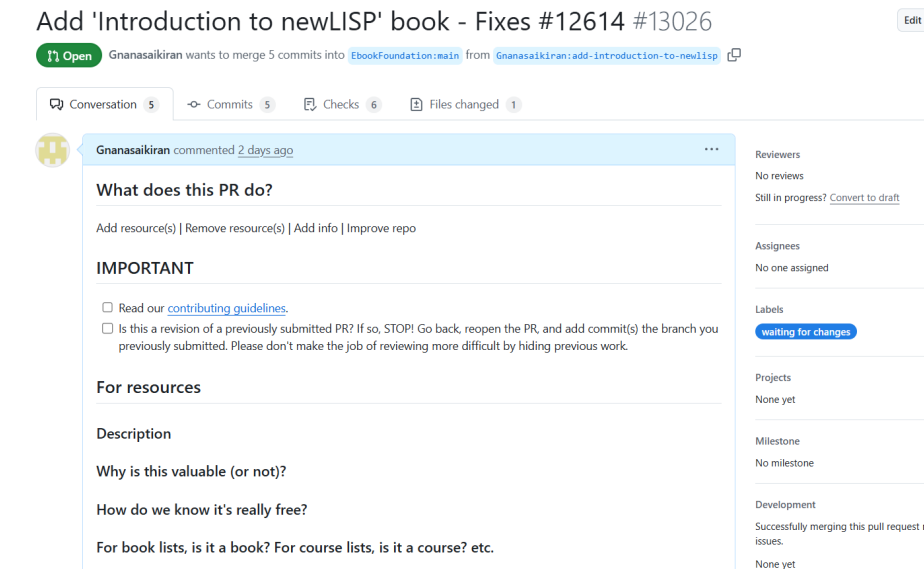 Add 'Introduction to newLISP' book - Fixes #12614 #13026
Edit
Open
Gnanasaikiran wants to merge 5 commits into EbookFoundation:main from Gnanasaikiran:add-introduction-to-newlisp
Conversation 5
Commits 5
Checks 6
Files changed 1
Gnanasaikiran commented 2 days ago
What does this PR do?
Add resource(s) | Remove resource(s) | Add info | Improve repo
IMPORTANT
Read our contributing guidelines.
Is this a revision of a previously submitted PR? If so, STOP! Go back, reopen the PR, and add commit(s) the branch you
previously submitted. Please don't make the job of reviewing more difficult by hiding previous work.
For resources
Description
Why is this valuable (or not)?
How do we know it's really free?
For book lists, is it a book? For course lists, is it a course? etc.
Reviewers
No reviews
Still in progress? Convert to draft
Assignees
No one assigned
Labels
waiting for changes
Projects
None yet
Milestone
No milestone
Development
Successfully merging this pull request
issues.
None yet